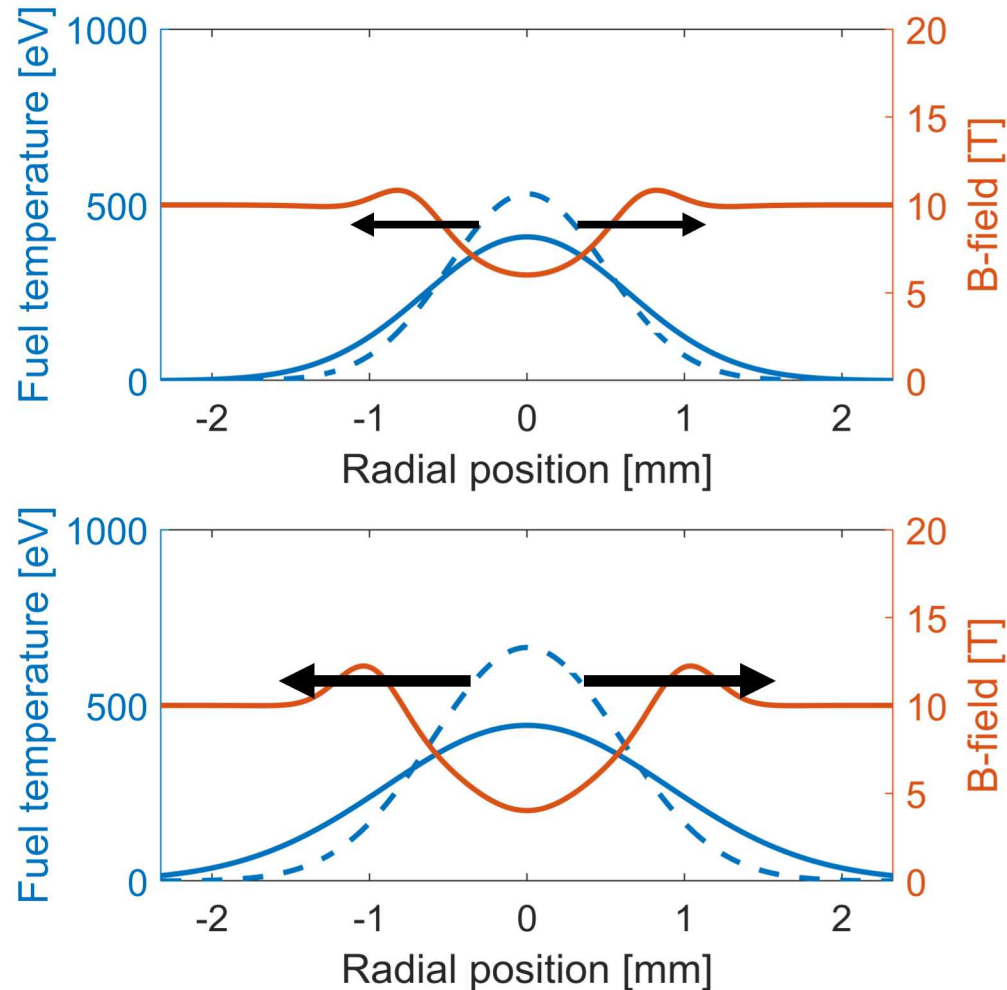 1000
500
0
Fuel temperature [eV]
20
15
10
5
0
B-field [T]
-2 -1 0 1 2
Radial position [mm]
1000
500
0
Fuel temperature [eV]
20
15
10
5
0
B-field [T]
-2 -1 0 1 2
Radial position [mm]